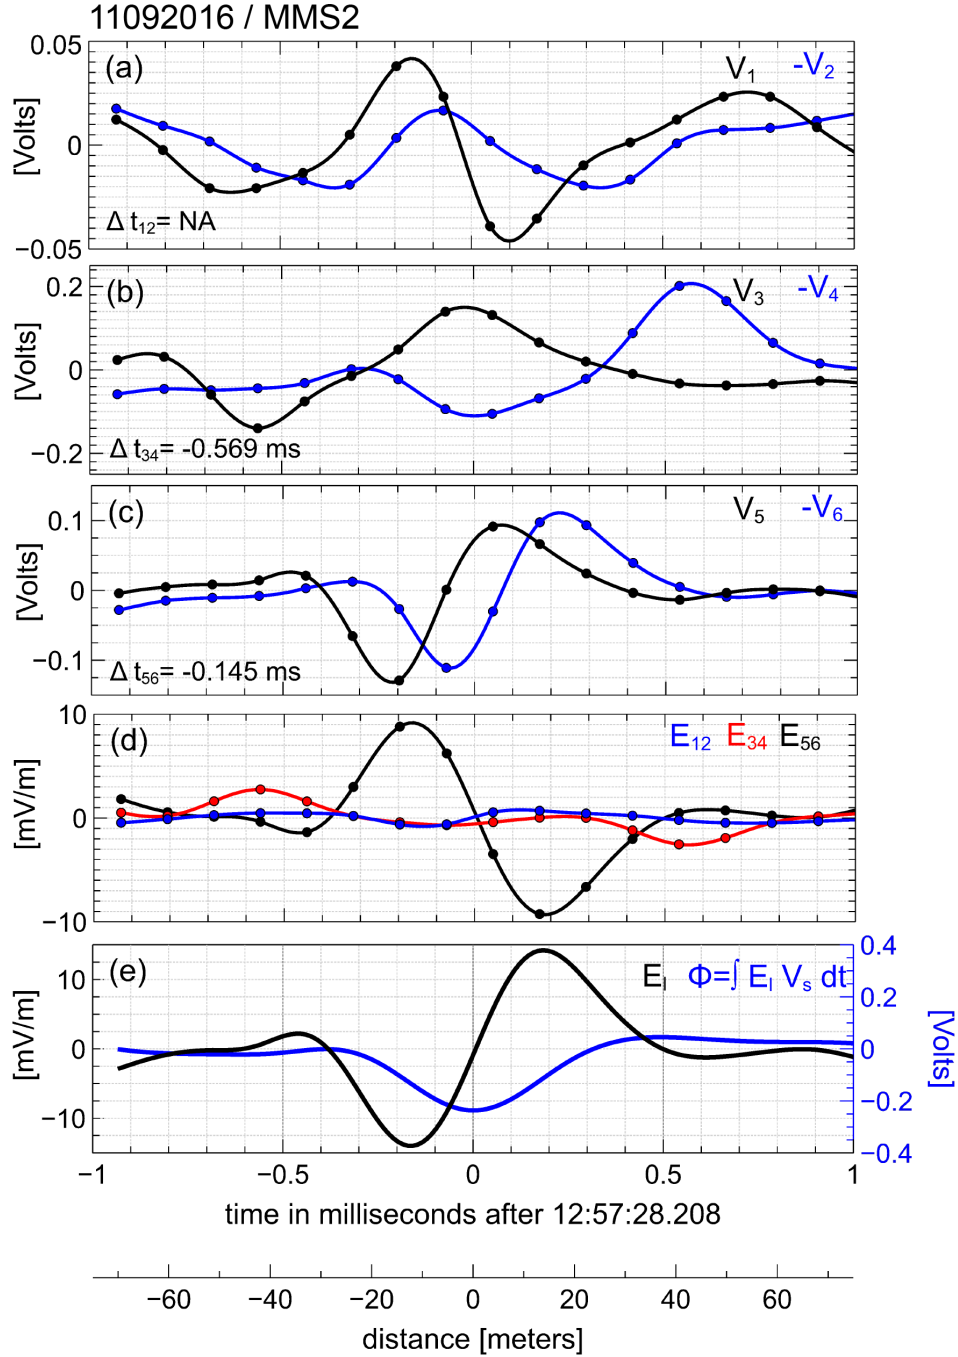 11092016 / MMS2
(a) V1 -V2
0.05
0
−0.05
[Volts]
Δ t12= NA
(b) V3 -V4
0.2
0
−0.2
[Volts]
Δ t34= -0.569 ms
(c) V5 -V6
0.1
0
−0.1
[Volts]
Δ t56= -0.145 ms
(d) E12 E34 E56
10
0
−10
[mV/m]
(e) El Φ=∫ El Vs dt
10
0
−10
[mV/m]
0.4
0.2
0
−0.2
−0.4
[Volts]
−1 −0.5 0 0.5 1
time in milliseconds after 12:57:28.208
−60 −40 −20 0 20 40 60
distance [meters]